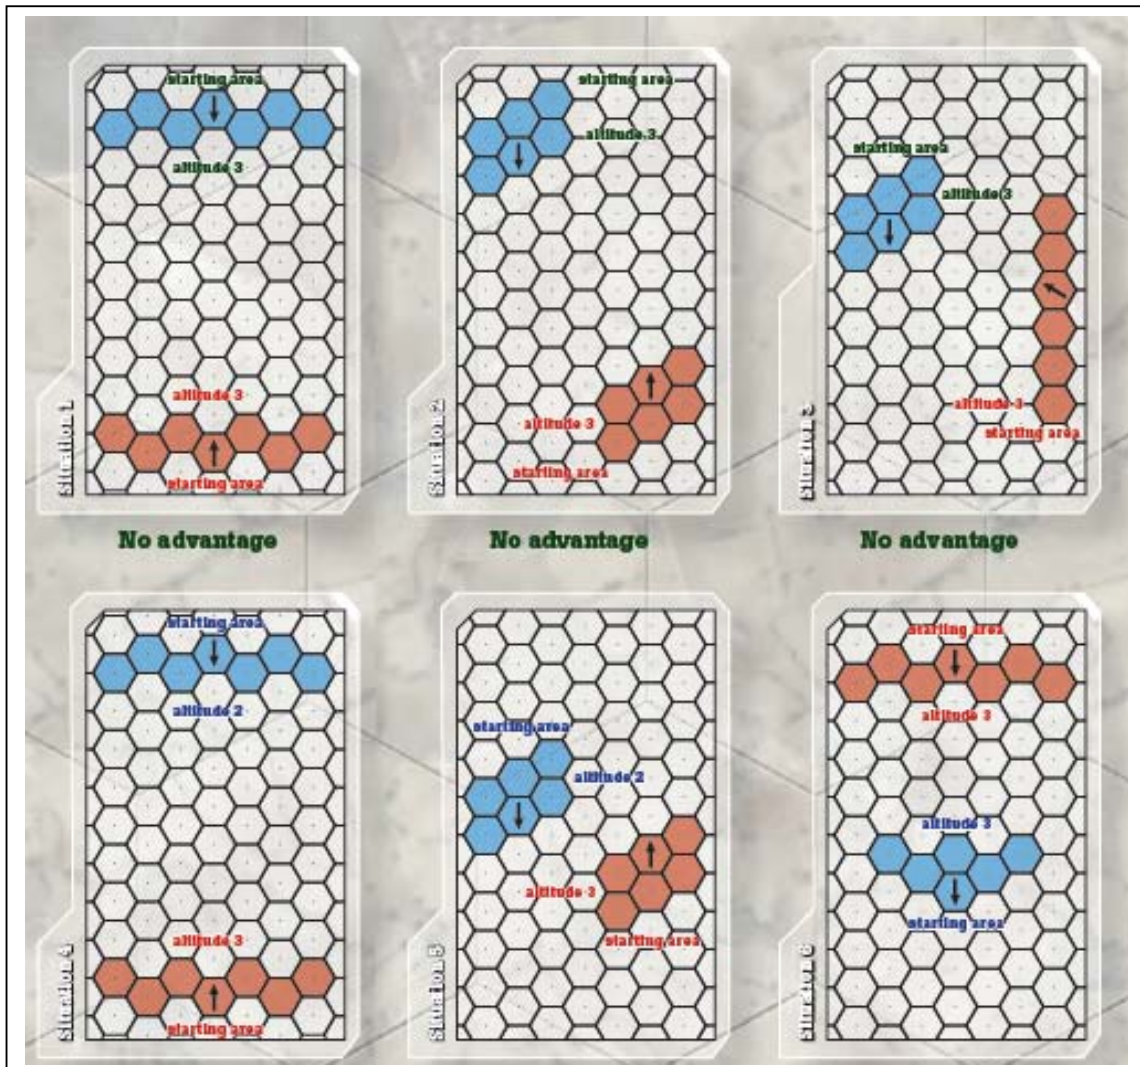 starting area
altitude 3
altitude 3
starting area
Situation 1
starting area
altitude 3
altitude 3
starting area
Situation 2
starting area
altitude 3
altitude 3
starting area
Situation 3
No advantage
No advantage
No advantage
starting area
altitude 2
altitude 3
starting area
Situation 4
starting area
altitude 2
altitude 3
starting area
Situation 5
starting area
altitude 3
altitude 3
starting area
Situation 6